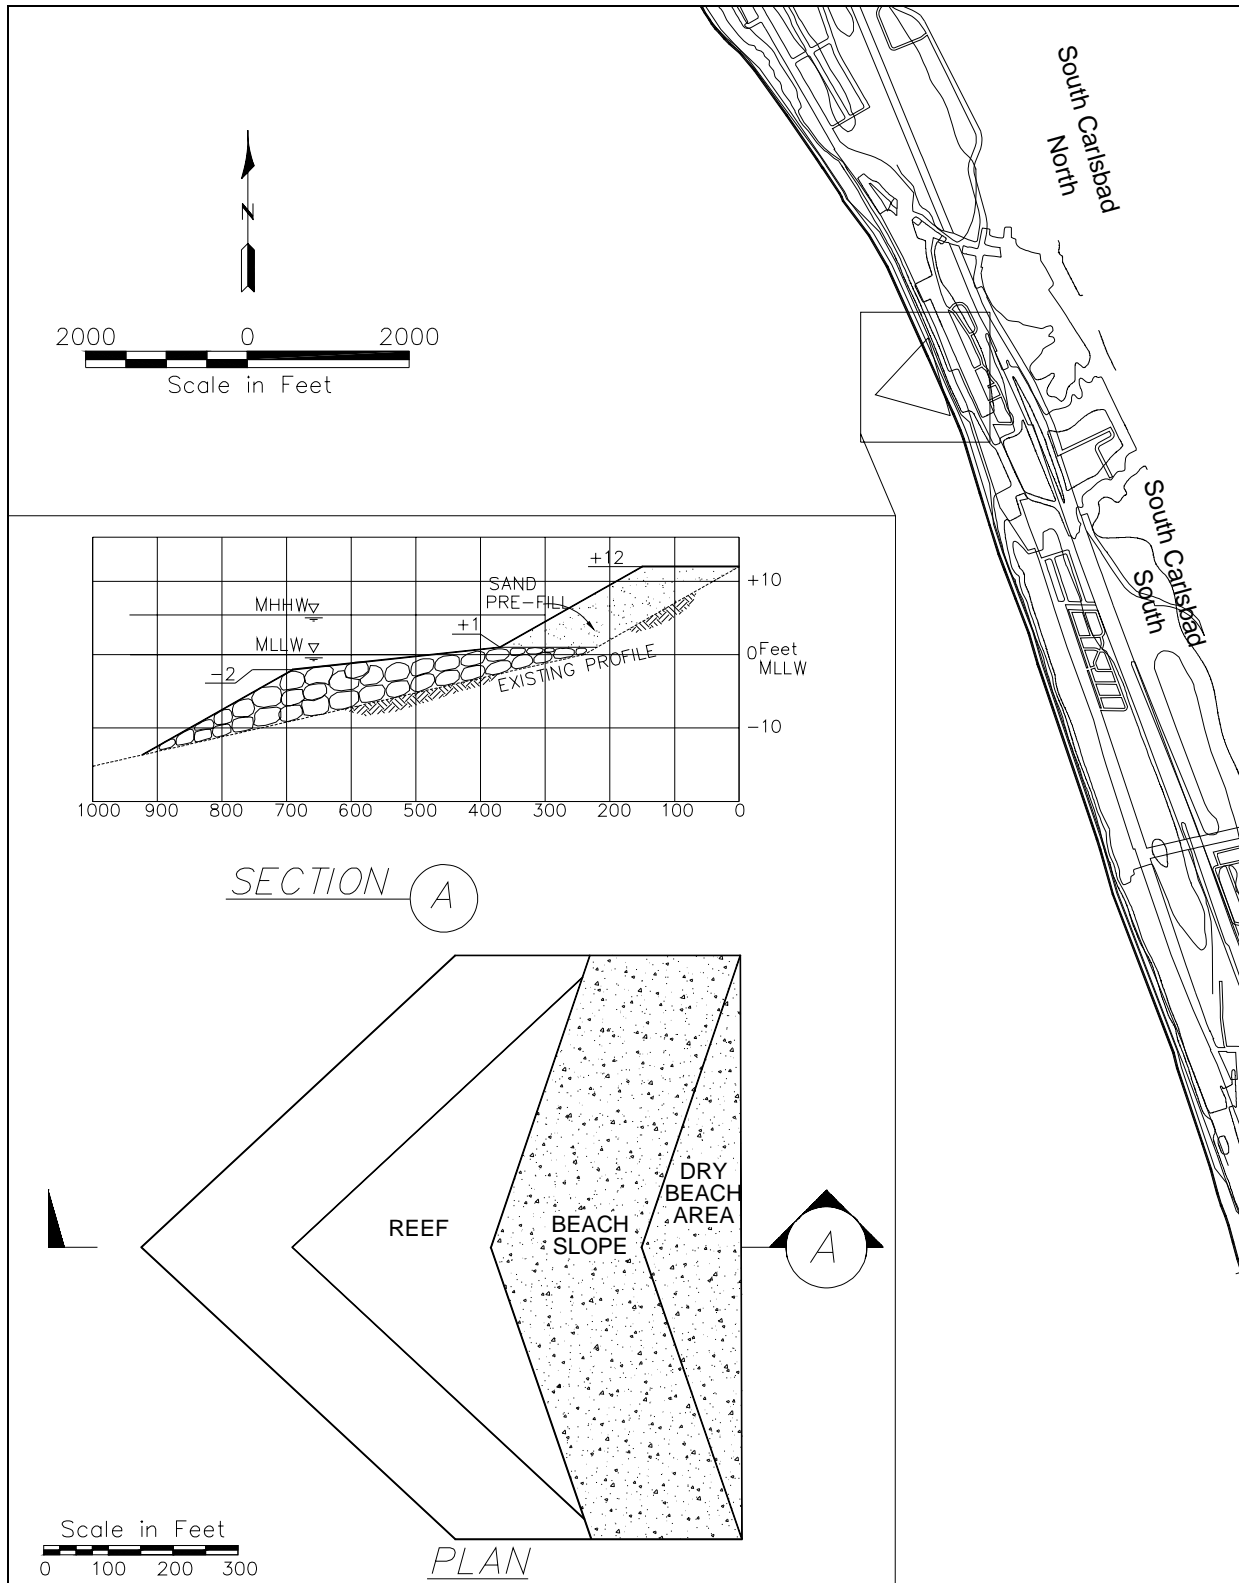 South Carlsbad
North
N
2000 0 2000
Scale in Feet
South Carlsbad
South
+12
+10
SAND
PRE-FILL
MHHW
+1
MLLW
0 Feet
MLLW
-2
EXISTING PROFILE
-10
1000 900 800 700 600 500 400 300 200 100 0
SECTION A
DRY
BEACH
AREA
REEF
BEACH
SLOPE
A
Scale in Feet
0 100 200 300
PLAN